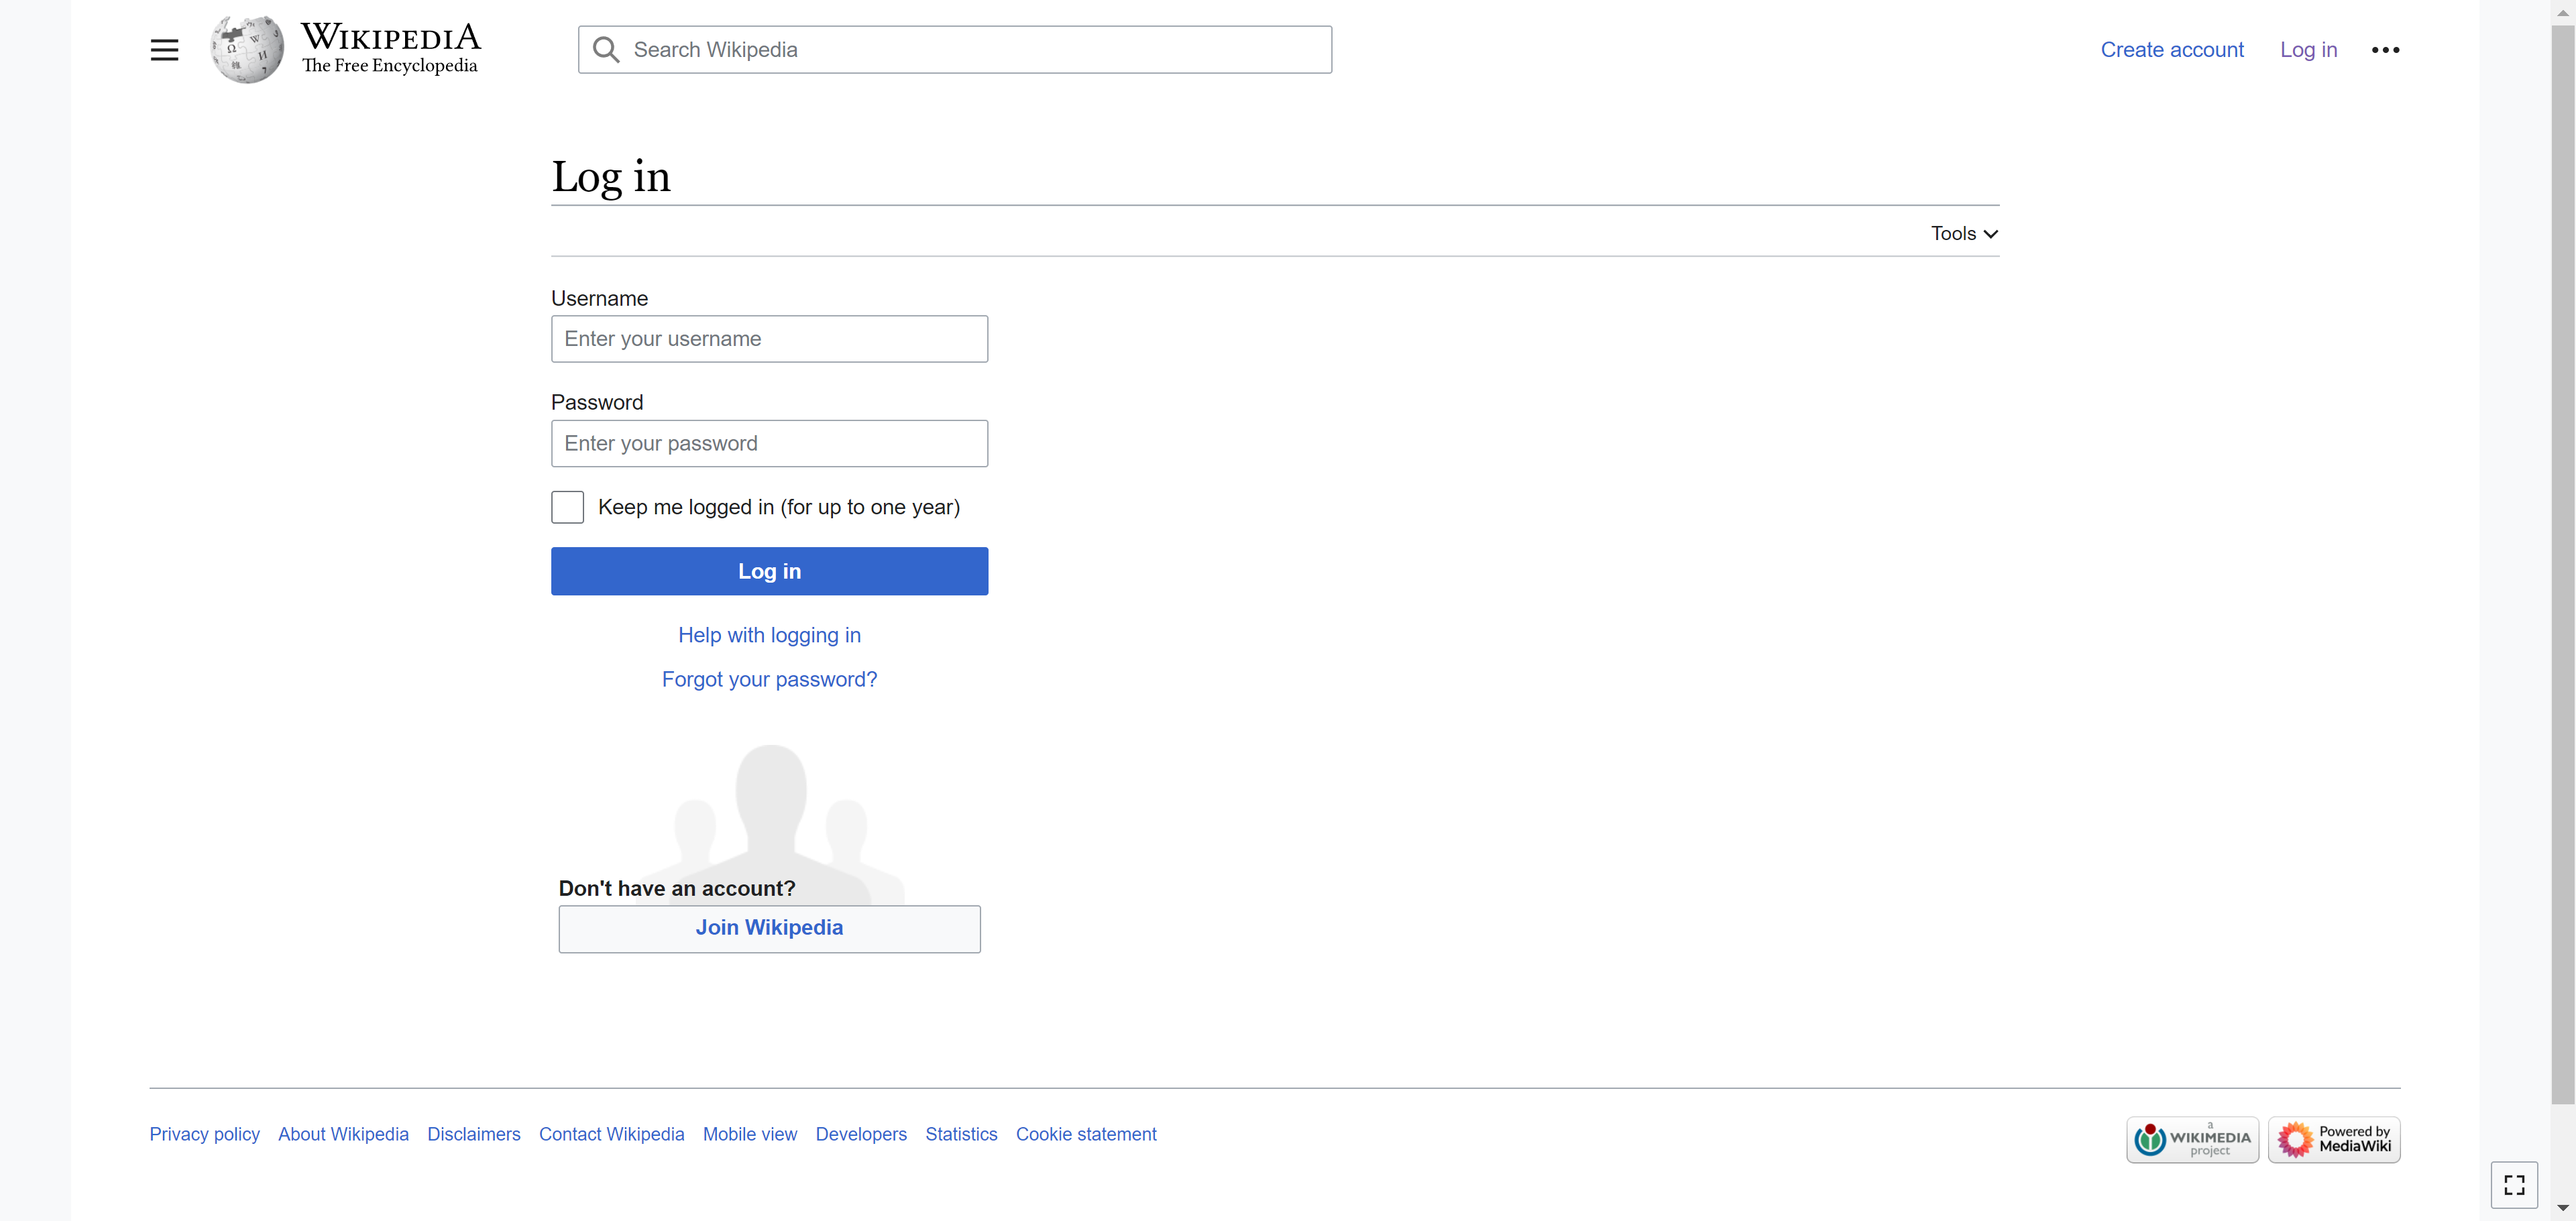 WIKIPEDIA
The Free Encyclopedia
Search Wikipedia
Create account
Log in
Log in
Tools
Username
Enter your username
Password
Enter your password
Keep me logged in (for up to one year)
Log in
Help with logging in
Forgot your password?
Don't have an account?
Join Wikipedia
Privacy policy About Wikipedia Disclaimers Contact Wikipedia Mobile view Developers Statistics Cookie statement
a
WIKIMEDIA
project
Powered by
MediaWiki